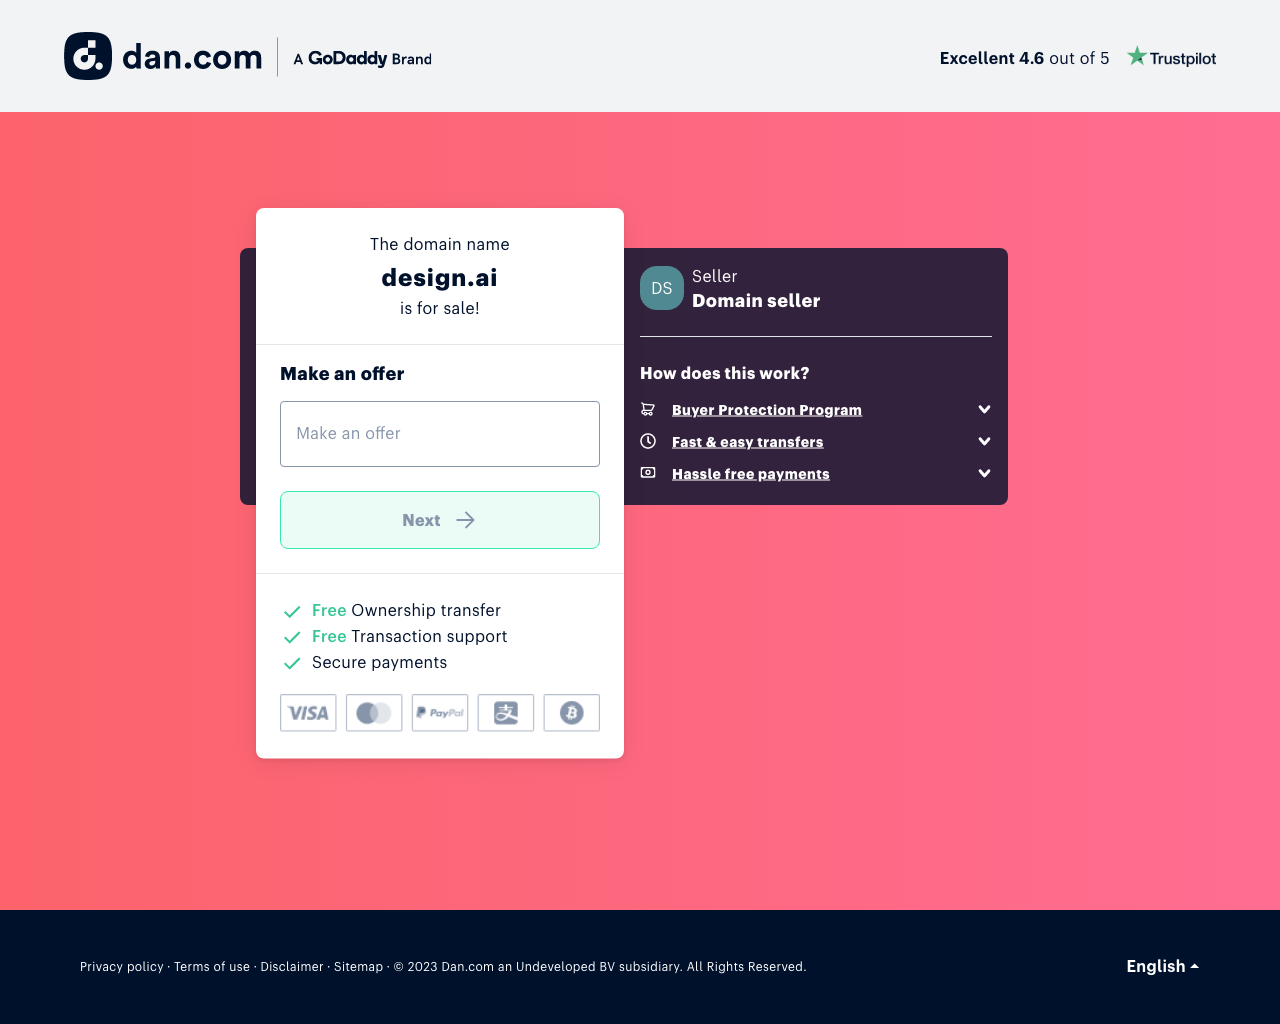 dan.com
A GoDaddy Brand
Excellent 4.6 out of 5
Trustpilot
The domain name
design.ai
is for sale!
Make an offer
Make an offer
Next
Free Ownership transfer
Free Transaction support
Secure payments
VISA
PayPal
支
DS
Seller
Domain seller
How does this work?
Buyer Protection Program
Fast & easy transfers
Hassle free payments
Privacy policy · Terms of use · Disclaimer · Sitemap · © 2023 Dan.com an Undeveloped BV subsidiary. All Rights Reserved.
English